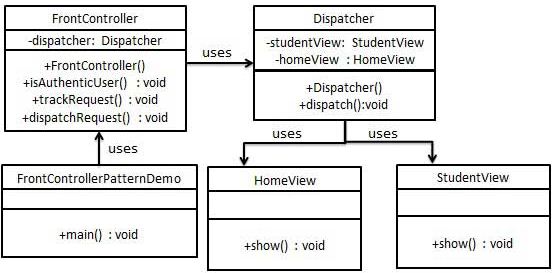 FrontController
-dispatcher: Dispatcher
+FrontController()
+isAuthenticUser() : void
+trackRequest() : void
+dispatchRequest() : void
uses
Dispatcher
-studentView: StudentView
-homeView : HomeView
+Dispatcher()
+dispatch():void
uses
uses
uses
FrontControllerPatternDemo
+main() : void
HomeView
+show() : void
StudentView
+show() : void